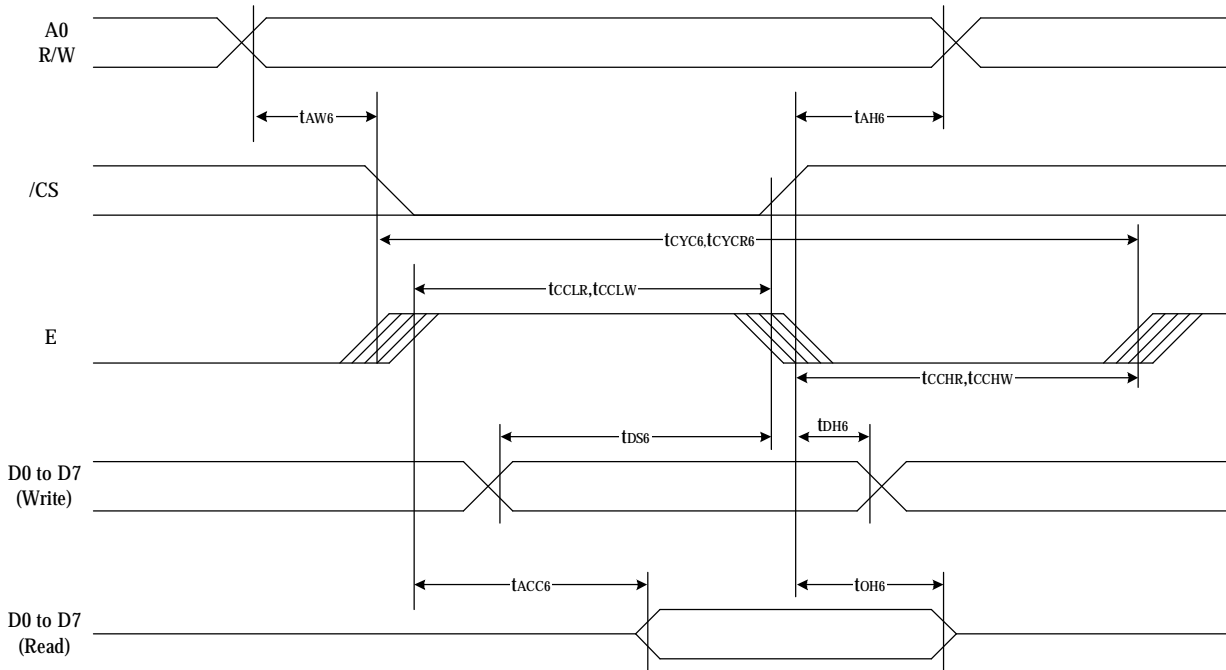 A0
R/W
tAW6
tAH6
/CS
tCYC6,tCYCR6
tCCLR,tCCLW
E
tCCHR,tCCHW
tDS6
tDH6
D0 to D7
(Write)
tACC6
tOH6
D0 to D7
(Read)